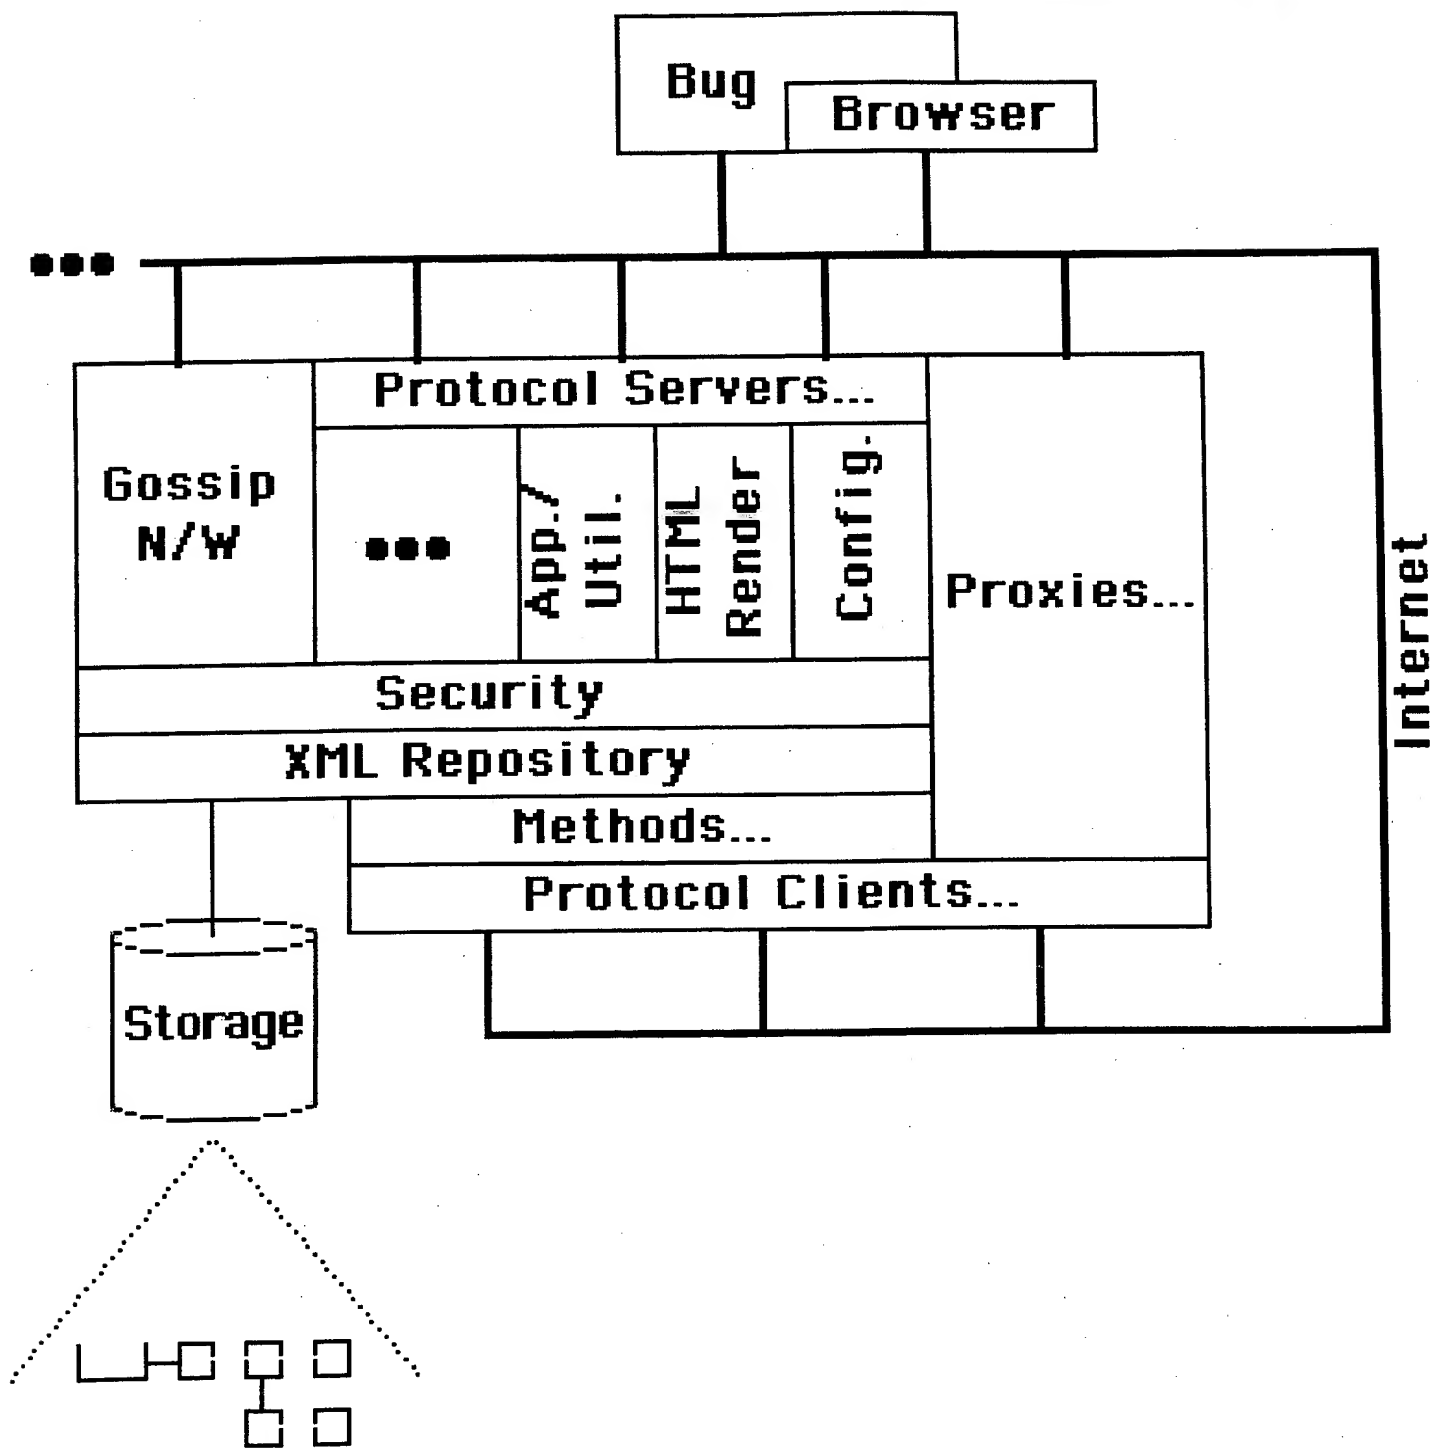 Bug
Browser
Protocol Servers...
Gossip
N/W
App./
Util.
HTML
Render
Config.
Proxies...
Internet
Security
XML Repository
Methods...
Protocol Clients...
Storage